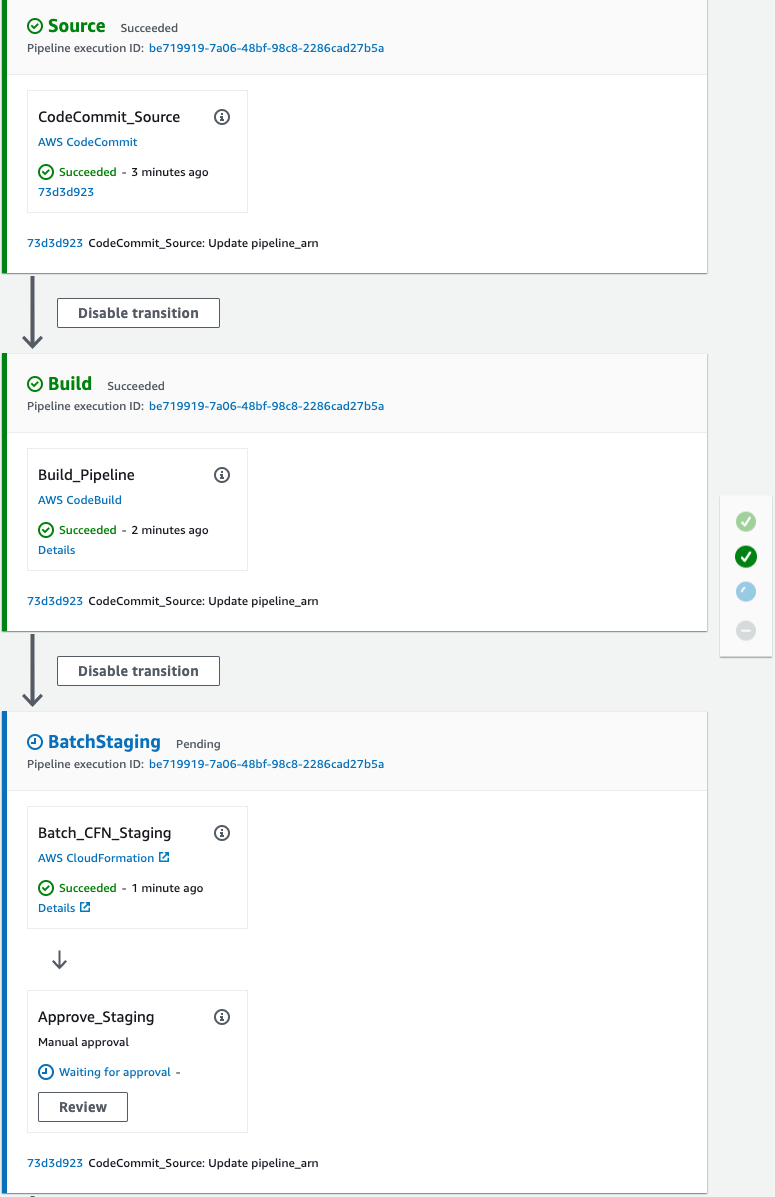 Source Succeeded
Pipeline execution ID: be719919-7a06-48bf-98c8-2286cad27b5a
CodeCommit_Source
AWS CodeCommit
Succeeded - 3 minutes ago
73d3d923
73d3d923 CodeCommit_Source: Update pipeline_arn
Disable transition
Build Succeeded
Pipeline execution ID: be719919-7a06-48bf-98c8-2286cad27b5a
Build_Pipeline
AWS CodeBuild
Succeeded - 2 minutes ago
Details
73d3d923 CodeCommit_Source: Update pipeline_arn
Disable transition
BatchStaging Pending
Pipeline execution ID: be719919-7a06-48bf-98c8-2286cad27b5a
Batch_CFN_Staging
AWS CloudFormation
Succeeded - 1 minute ago
Details
Approve_Staging
Manual approval
Waiting for approval -
Review
73d3d923 CodeCommit_Source: Update pipeline_arn